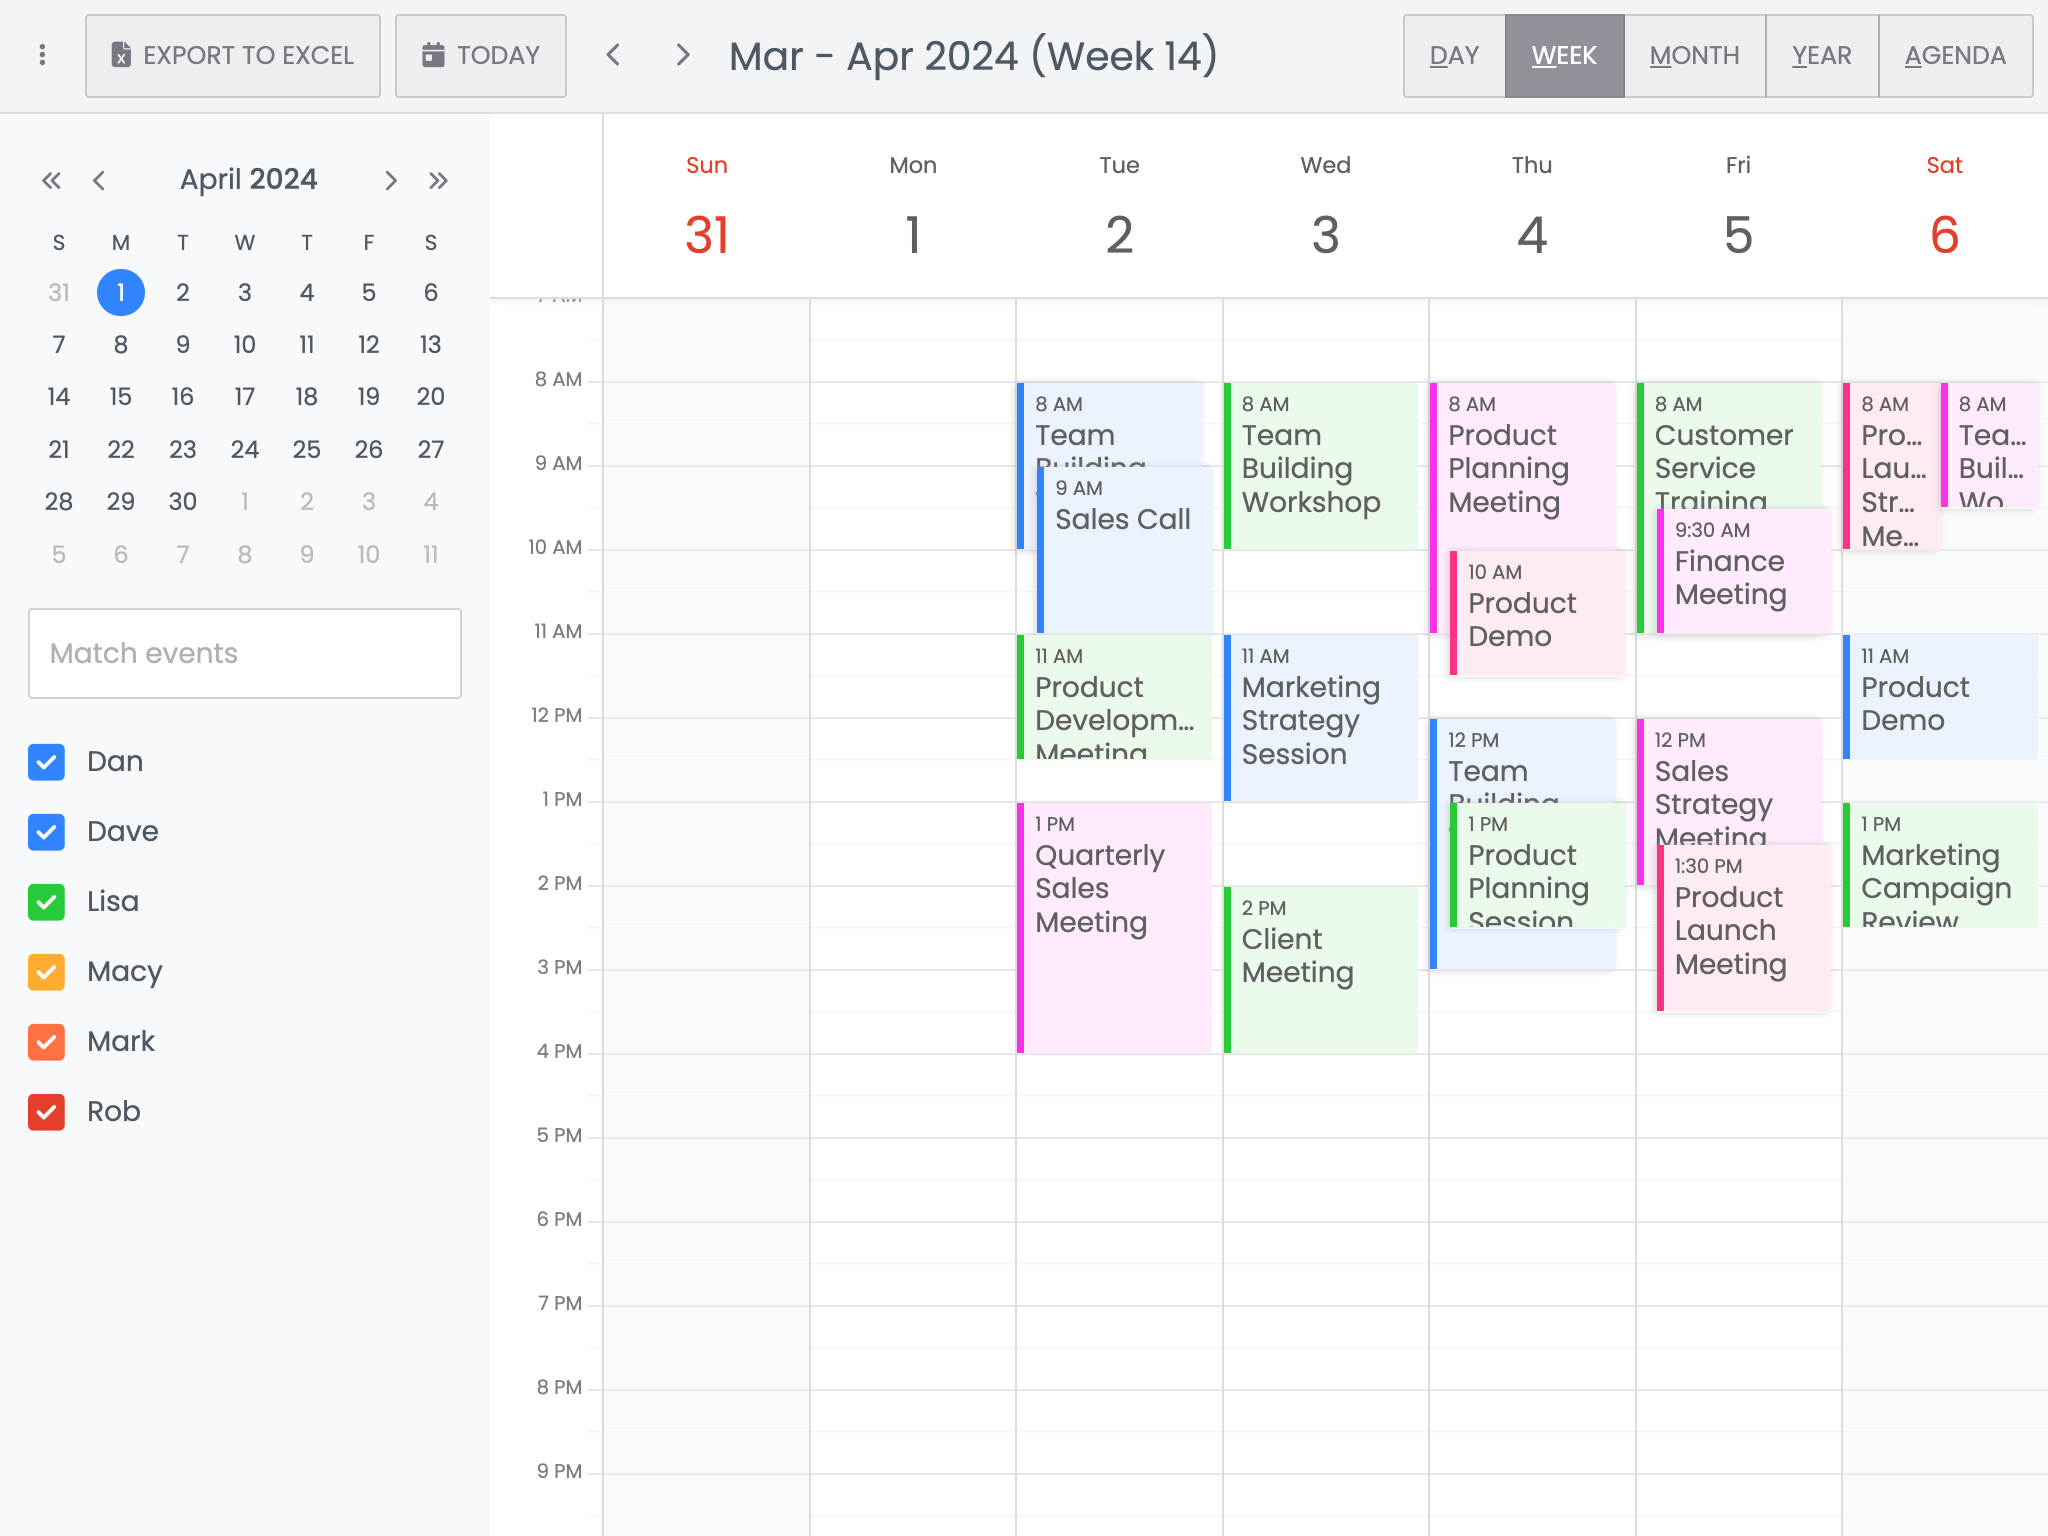 EXPORT TO EXCEL
TODAY
Mar – Apr 2024 (Week 14)
DAY
WEEK
MONTH
YEAR
AGENDA
April 2024
S M T W T F S
31 1 2 3 4 5 6
7 8 9 10 11 12 13
14 15 16 17 18 19 20
21 22 23 24 25 26 27
28 29 30 1 2 3 4
5 6 7 8 9 10 11
Match events
Dan
Dave
Lisa
Macy
Mark
Rob
Sun Mon Tue Wed Thu Fri Sat
31 1 2 3 4 5 6
7 AM
8 AM
9 AM
10 AM
11 AM
12 PM
1 PM
2 PM
3 PM
4 PM
5 PM
6 PM
7 PM
8 PM
9 PM
8 AM
Team
Building
9 AM
Sales Call
11 AM
Product
Developm...
Meeting
1 PM
Quarterly
Sales
Meeting
8 AM
Team
Building
Workshop
11 AM
Marketing
Strategy
Session
2 PM
Client
Meeting
8 AM
Product
Planning
Meeting
10 AM
Product
Demo
12 PM
Team
Building
1 PM
Product
Planning
Session
8 AM
Customer
Service
Training
9:30 AM
Finance
Meeting
12 PM
Sales
Strategy
Meeting
1:30 PM
Product
Launch
Meeting
8 AM
Pro...
Lau...
Str...
Me...
8 AM
Tea...
Buil...
Wo
11 AM
Product
Demo
1 PM
Marketing
Campaign
Review